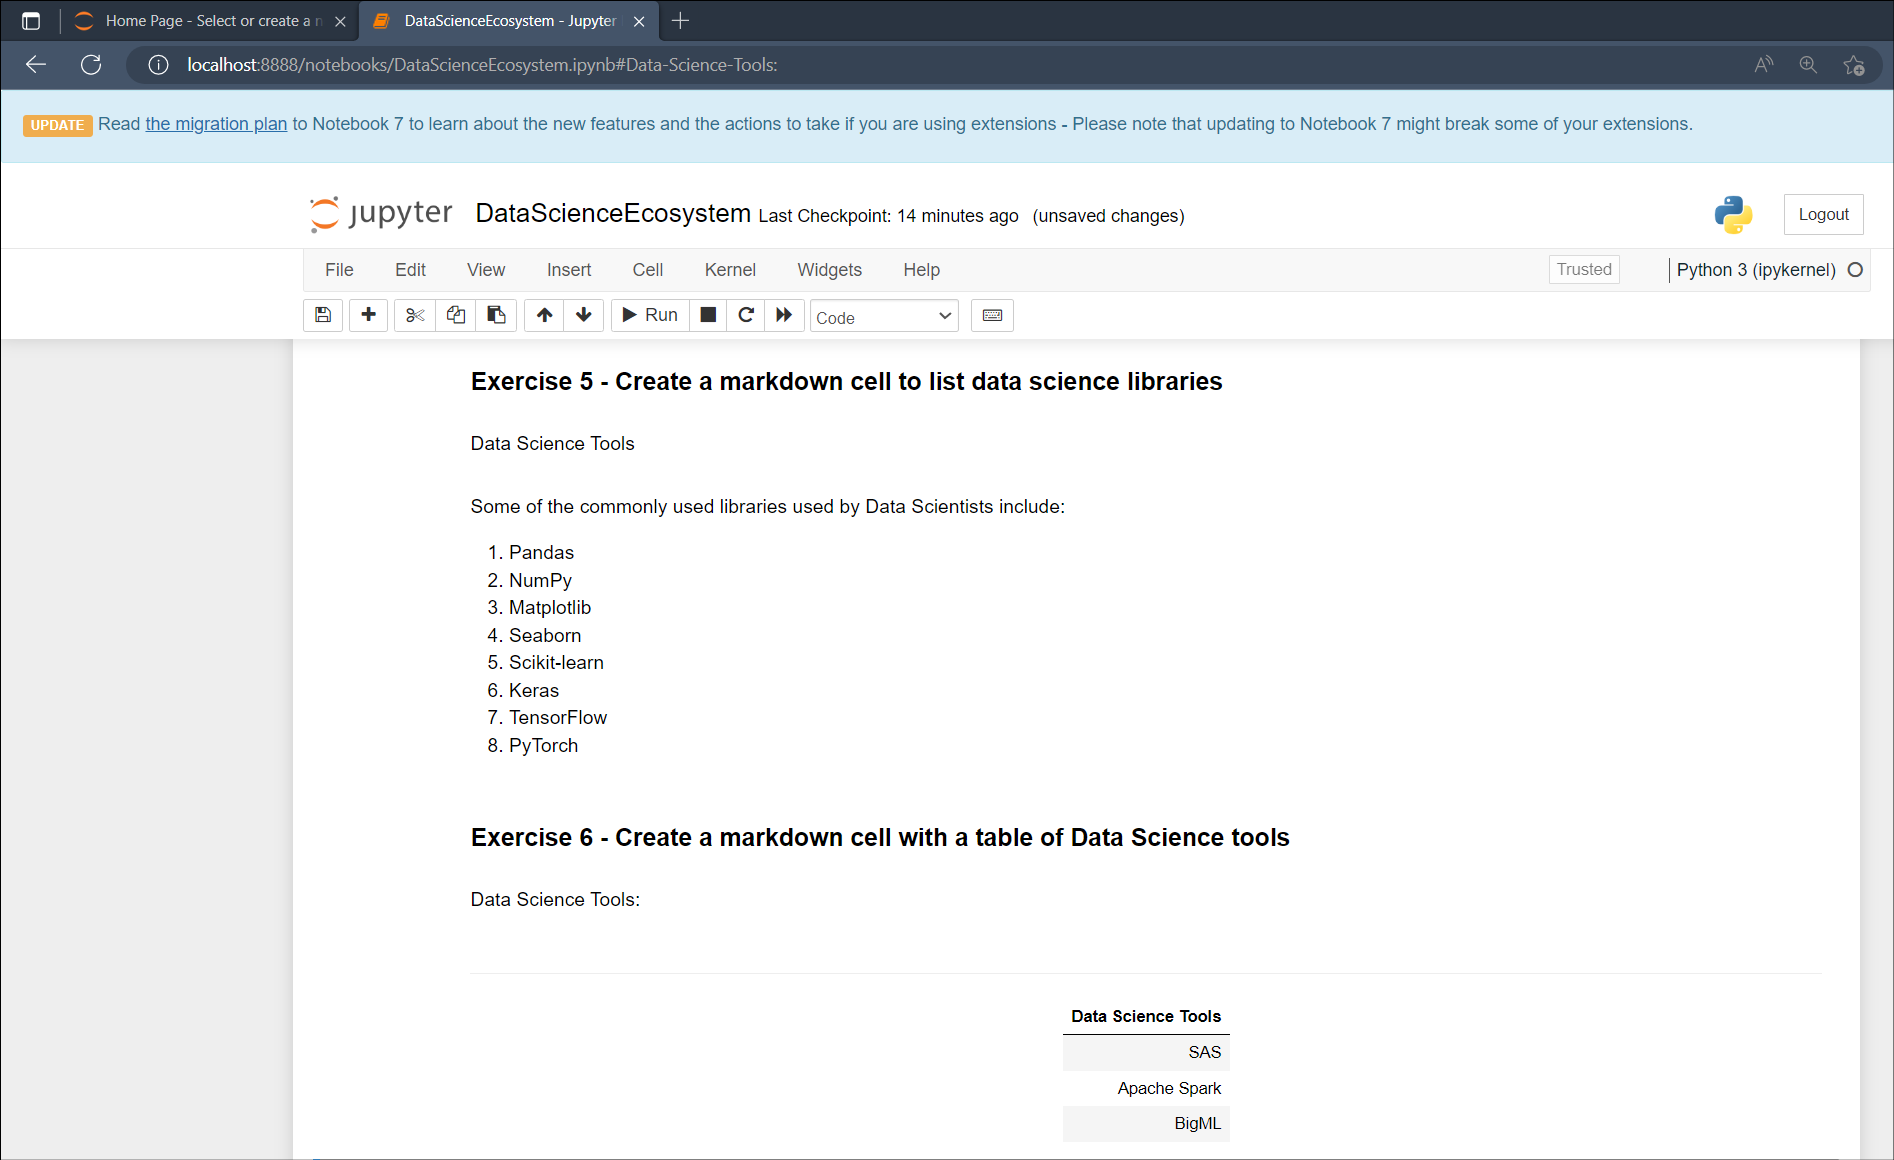 Home Page - Select or create a n
DataScienceEcosystem - Jupyter
localhost:8888/notebooks/DataScienceEcosystem.ipynb#Data-Science-Tools:
UPDATE Read the migration plan to Notebook 7 to learn about the new features and the actions to take if you are using extensions - Please note that updating to Notebook 7 might break some of your extensions.
jupyter DataScienceEcosystem Last Checkpoint: 14 minutes ago (unsaved changes)
Logout
File Edit View Insert Cell Kernel Widgets Help
Trusted
Python 3 (ipykernel)
Run
Code
Exercise 5 - Create a markdown cell to list data science libraries
Data Science Tools
Some of the commonly used libraries used by Data Scientists include:
1. Pandas
2. NumPy
3. Matplotlib
4. Seaborn
5. Scikit-learn
6. Keras
7. TensorFlow
8. PyTorch
Exercise 6 - Create a markdown cell with a table of Data Science tools
Data Science Tools:
Data Science Tools
SAS
Apache Spark
BigML